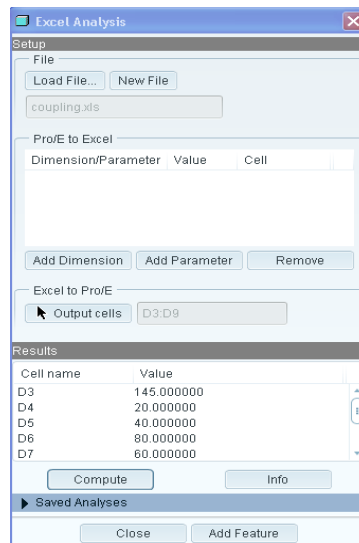 Excel Analysis
Setup
File
Load File... New File
coupling.xls
Pro/E to Excel
Dimension/Parameter Value Cell
Add Dimension Add Parameter Remove
Excel to Pro/E
Output cells D3:D9
Results
Cell name Value
D3 145.000000
D4 20.000000
D5 40.000000
D6 80.000000
D7 60.000000
Compute Info
Saved Analyses
Close Add Feature